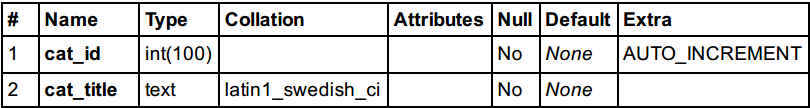 # Name Type Collation Attributes Null Default Extra
1 cat_id int(100) No None AUTO_INCREMENT
2 cat_title text latin1_swedish_ci No None